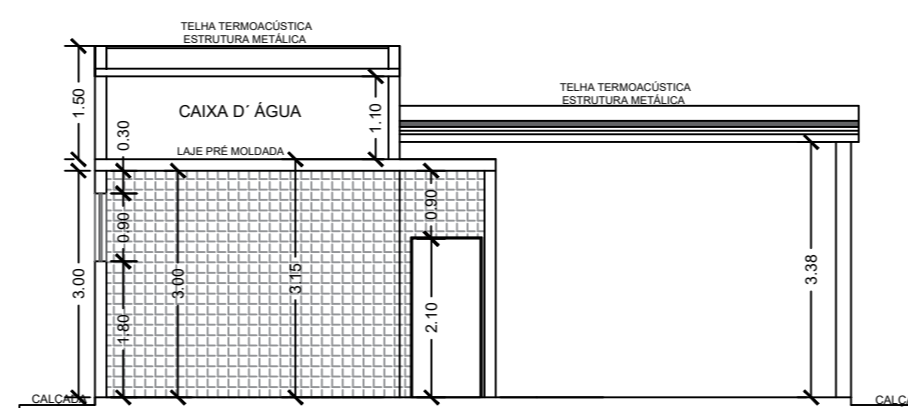 TELHA TERMOACÚSTICA
ESTRUTURA METÁLICA
TELHA TERMOACÚSTICA
ESTRUTURA METÁLICA
1.50
CAIXA D´ ÁGUA
1.10
0.30
LAJE PRÉ MOLDADA
0.90
0.90
3.00
3.00
3.15
3.38
1.80
2.10
CALÇADA
CALÇA